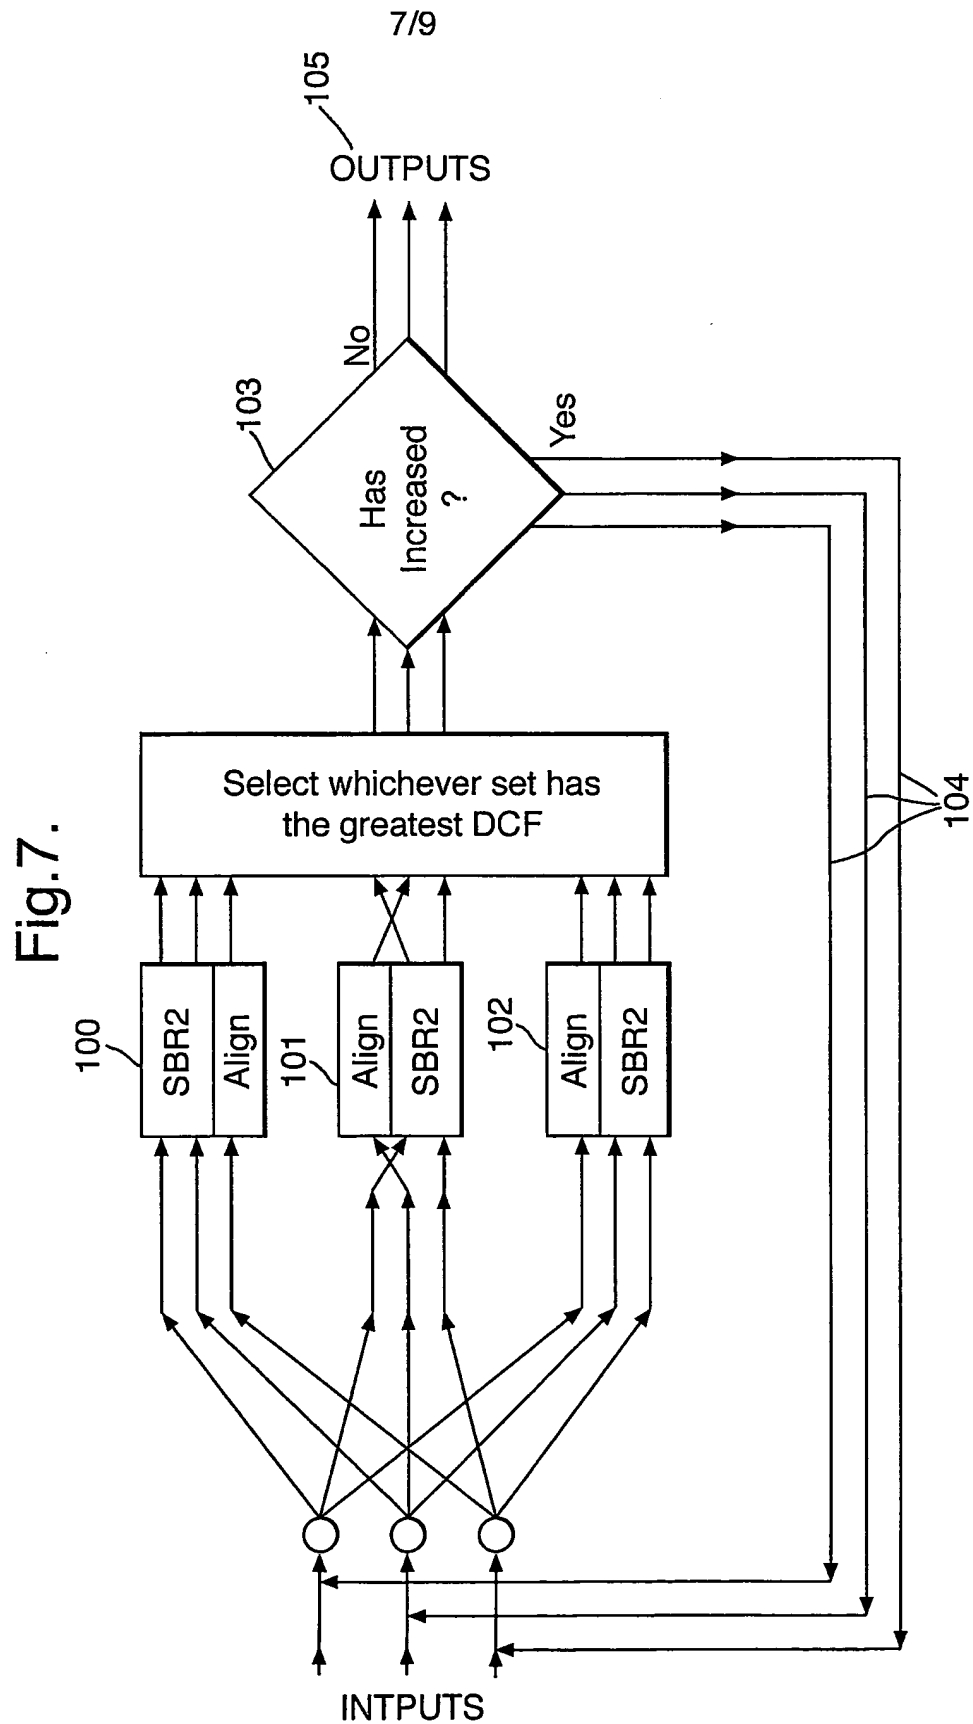 7/9
Fig.7.
INTPUTS
100
SBR2
Align
101
Align
SBR2
102
Align
SBR2
Select whichever set has
the greatest DCF
103
Has
Increased
?
No
Yes
104
OUTPUTS
105